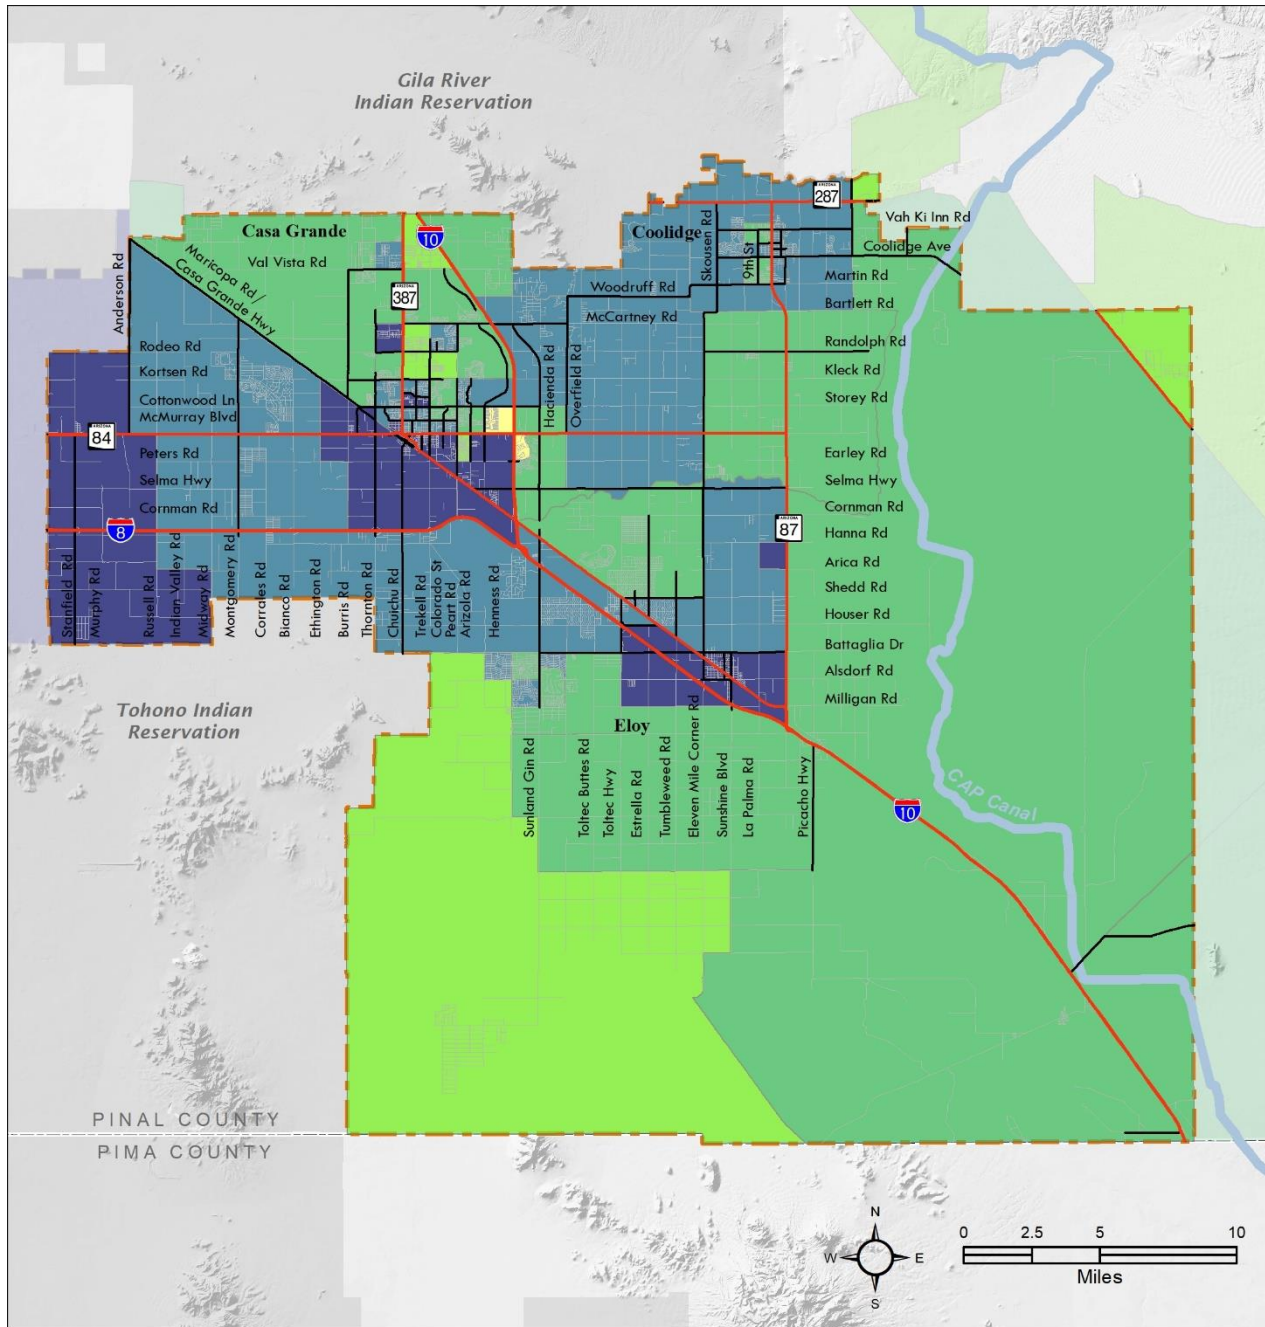 Gila River
Indian Reservation
ARIZONA
287
Vah Ki Inn Rd
Casa Grande
10
Coolidge
Skousen Rd
9th St
Coolidge Ave
Val Vista Rd
Maricopa Rd/
Casa Grande Hwy
Anderson Rd
ARIZONA
387
Martin Rd
Woodruff Rd
Bartlett Rd
McCartney Rd
Randolph Rd
Rodeo Rd
Kortsen Rd
Kleck Rd
Hacienda Rd
Overfield Rd
Storey Rd
Cottonwood Ln
McMurray Blvd
ARIZONA
84
Peters Rd
Earley Rd
Selma Hwy
Selma Hwy
Cornman Rd
Cornman Rd
8
ARIZONA
87
Hanna Rd
Arica Rd
Shedd Rd
Houser Rd
Battaglia Dr
Alsdorf Rd
Milligan Rd
Stanfield Rd
Murphy Rd
Russell Rd
Indian Valley Rd
Midway Rd
Montgomery Rd
Corrales Rd
Bianco Rd
Ethington Rd
Burris Rd
Thornton Rd
Chuichu Rd
Trekell Rd
Colorado St
Peart Rd
Arizola Rd
Henness Rd
Tohono Indian
Reservation
Eloy
Sunland Gin Rd
Toltec Buttes Rd
Toltec Hwy
Estrella Rd
Tumbleweed Rd
Eleven Mile Corner Rd
Sunshine Blvd
La Palma Rd
Picacho Hwy
10
CAP Canal
PINAL COUNTY
PIMA COUNTY
N
W
E
S
0 2.5 5 10
Miles